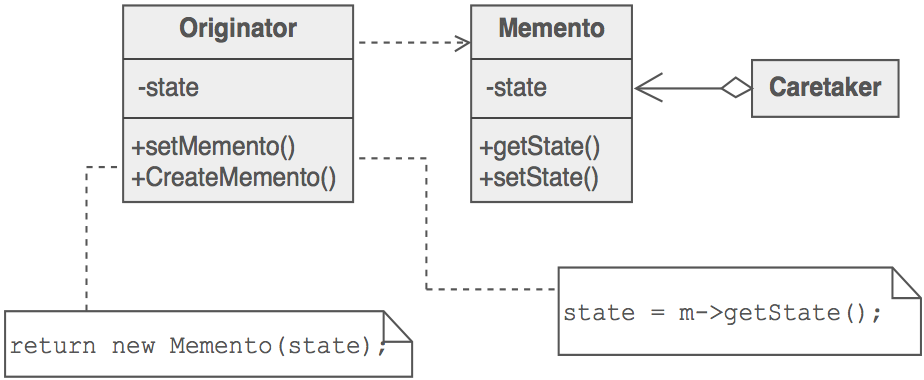 Originator
-state
+setMemento()
+CreateMemento()
Memento
-state
+getState()
+setState()
Caretaker
return new Memento(state);
state = m->getState();